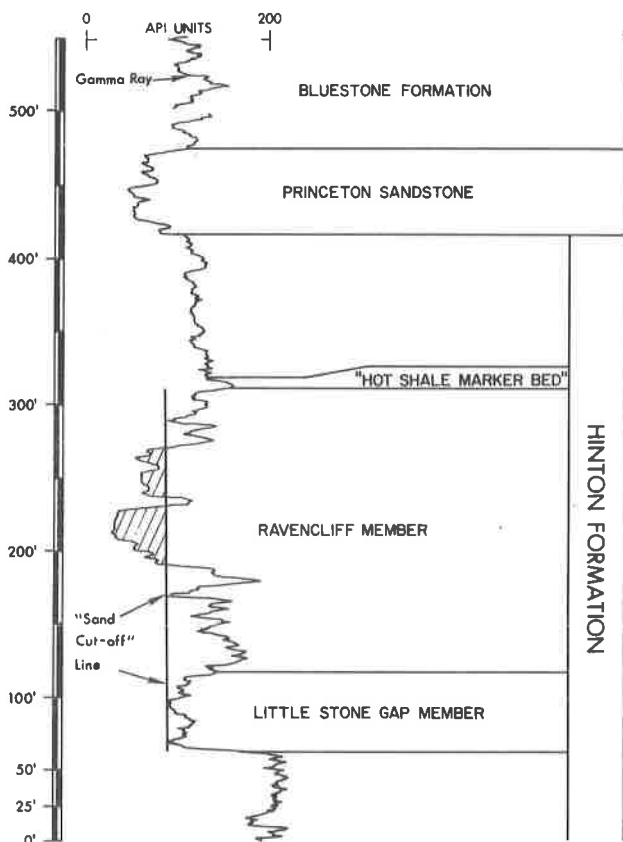 0
200
API UNITS
Gamma Ray
BLUESTONE FORMATION
500'
PRINCETON SANDSTONE
400'
"HOT SHALE MARKER BED"
300'
HINTON FORMATION
RAVENCLIFF MEMBER
200'
"Sand
Cut-off"
Line
100'
LITTLE STONE GAP MEMBER
50'
25'
0'